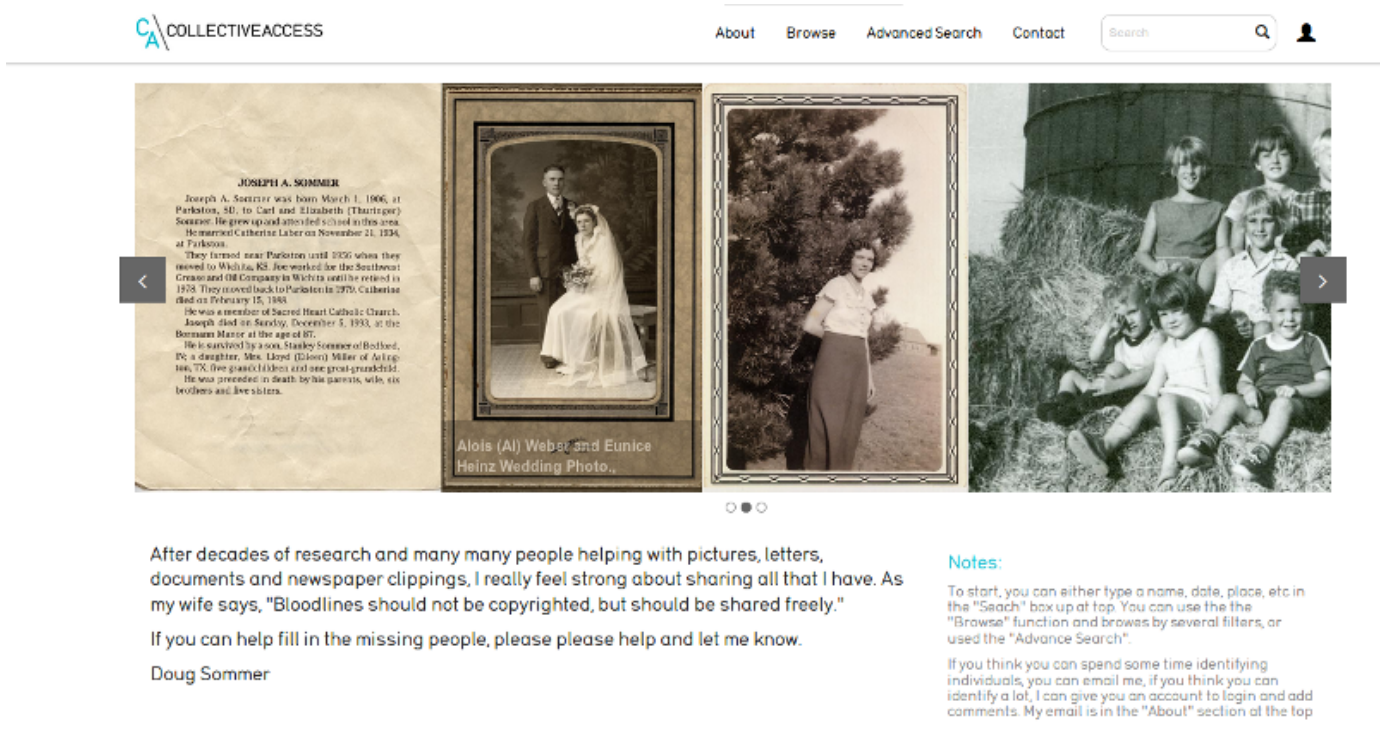 CA COLLECTIVEACCESS
About Browse Advanced Search Contact Search
JOSEPH A. SOMMER
Joseph A. Sommer was born March 1, 1906, at
Parkston, SD, to Carl and Elizabeth (Thuringer)
Sommer. He grew up and attended school in this area.
He married Catherine Laber on November 21, 1934,
at Parkston.
They farmed near Parkston until 1956 when they
moved to Wichita, KS. Joe worked for the Southwest
Grease and Oil Company in Wichita until he retired in
1978. They moved back to Parkston in 1979. Catherine
died on February 15, 1988.
He was a member of Sacred Heart Catholic Church.
Joseph died on Sunday, December 5, 1993, at the
Bormann Manor at the age of 87.
He is survived by a son, Stanley Sommer of Bedford,
IN; a daughter, Mrs. Lloyd (Eileen) Miller of Arling-
ton, TX, five grandchildren and one great-grandchild.
He was preceded in death by his parents, wife, six
brothers and five sisters.
Alois (Al) Weber and Eunice
Heinz Wedding Photo.,
After decades of research and many many people helping with pictures, letters,
documents and newspaper clippings, I really feel strong about sharing all that I have. As
my wife says, "Bloodlines should not be copyrighted, but should be shared freely."
If you can help fill in the missing people, please please help and let me know.
Doug Sommer
Notes:
To start, you can either type a name, date, place, etc in
the "Seach" box up at top. You can use the the
"Browse" function and browes by several filters, or
used the "Advance Search".
If you think you can spend some time identifying
individuals, you can email me, if you think you can
identify a lot, I can give you an account to login and add
comments. My email is in the "About" section at the top